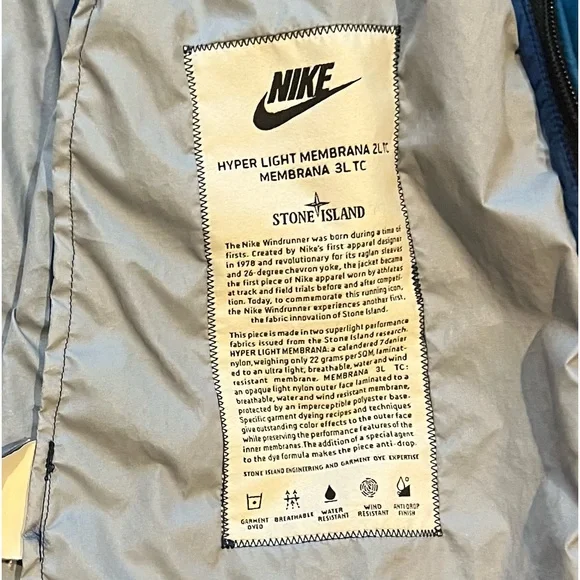 NIKE
HYPER LIGHT MEMBRANA 2L TC
MEMBRANA 3L TC
STONE ISLAND
The Nike Windrunner was born during a time of
firsts. Created by Nike's first apparel designer
in 1978 and revolutionary for its raglan sleeves
and 26-degree chevron yoke, the jacket became
the first piece of Nike apparel worn by athletes
at track and field trials before and after competi-
tion. Today, to commemorate this running icon,
the Nike Windrunner experiences another first,
the fabric innovation of Stone Island.
This piece is made in two superlight performance
fabrics issued from the Stone Island research.
HYPER LIGHT MEMBRANA: a calendered 7 denier
nylon, weighing only 22 grams per SQM, laminat-
ed to an ultra light, breathable, water and wind
resistant membrane. MEMBRANA 3L TC:
an opaque light nylon outer face laminated to a
breathable, water and wind resistant membrane,
protected by an imperceptible polyester base.
Specific garment dyeing recipes and techniques
give outstanding color effects to the outer face
while preserving the performance features of the
inner membranes. The addition of a special agent
to the dye formula makes the piece anti-drop.
STONE ISLAND ENGINEERING AND GARMENT DYE EXPERTISE
GARMENT DYED BREATHABLE WATER RESISTANT WIND RESISTANT ANTI DROP FINISH